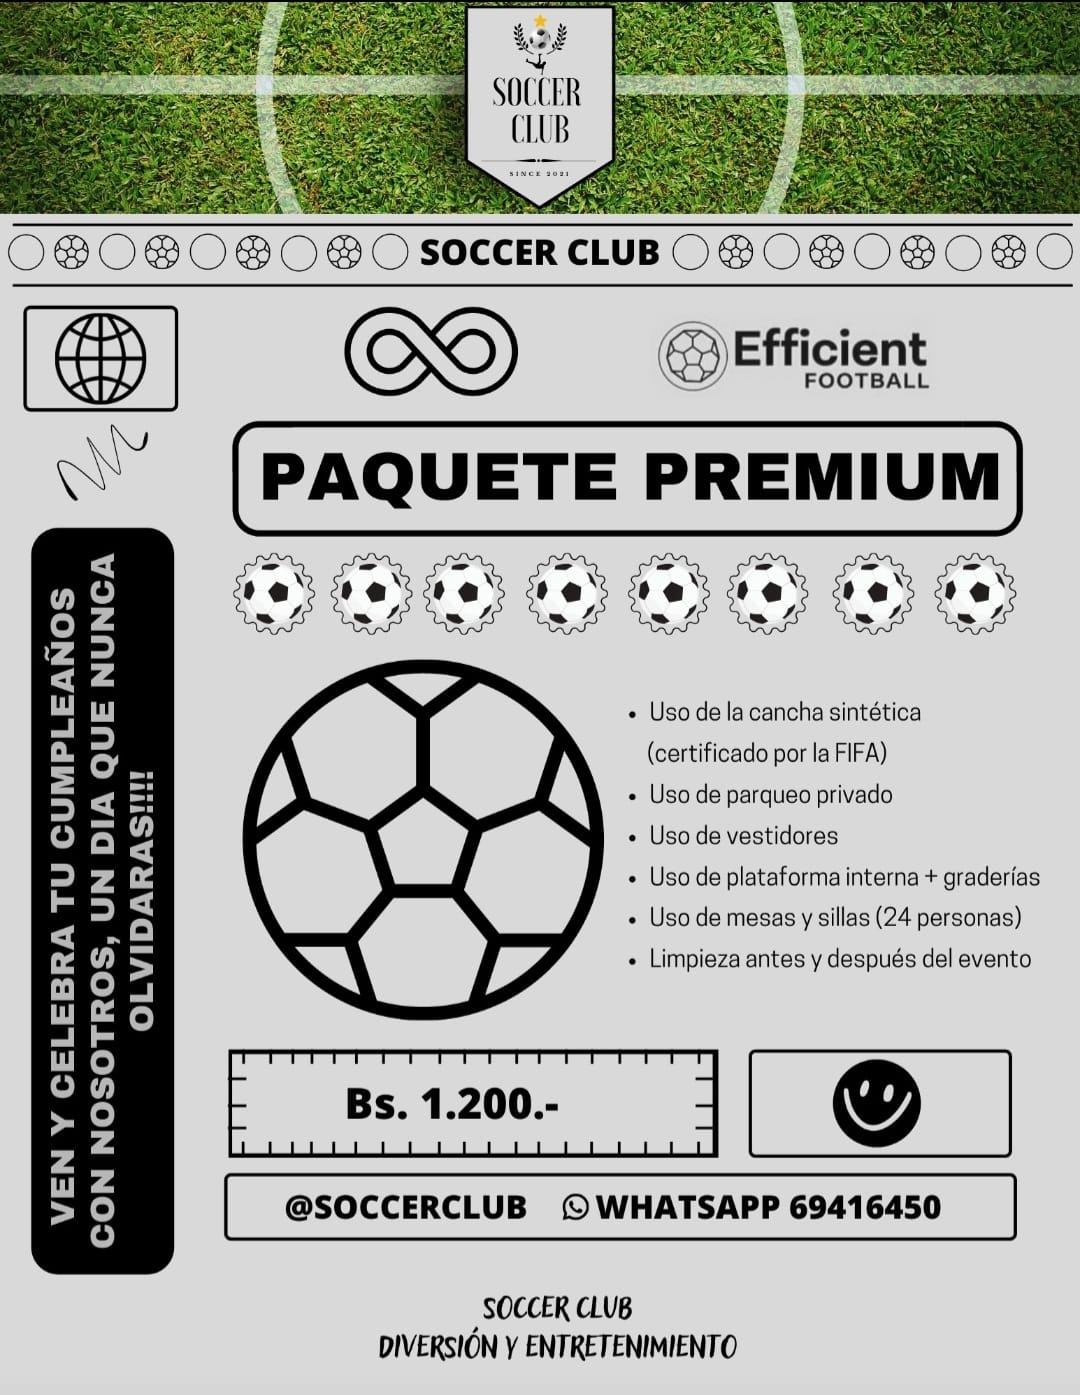 SOCCER
CLUB
SINCE 2021
SOCCER CLUB
Efficient
FOOTBALL
PAQUETE PREMIUM
VEN Y CELEBRA TU CUMPLEAÑOS
CON NOSOTROS, UN DIA QUE NUNCA
OLVIDARAS!!!!
• Uso de la cancha sintética
(certificado por la FIFA)
• Uso de parqueo privado
• Uso de vestidores
• Uso de plataforma interna + graderías
• Uso de mesas y sillas (24 personas)
• Limpieza antes y después del evento
Bs. 1.200.-
@SOCCERCLUB WHATSAPP 69416450
SOCCER CLUB
DIVERSIÓN Y ENTRETENIMIENTO